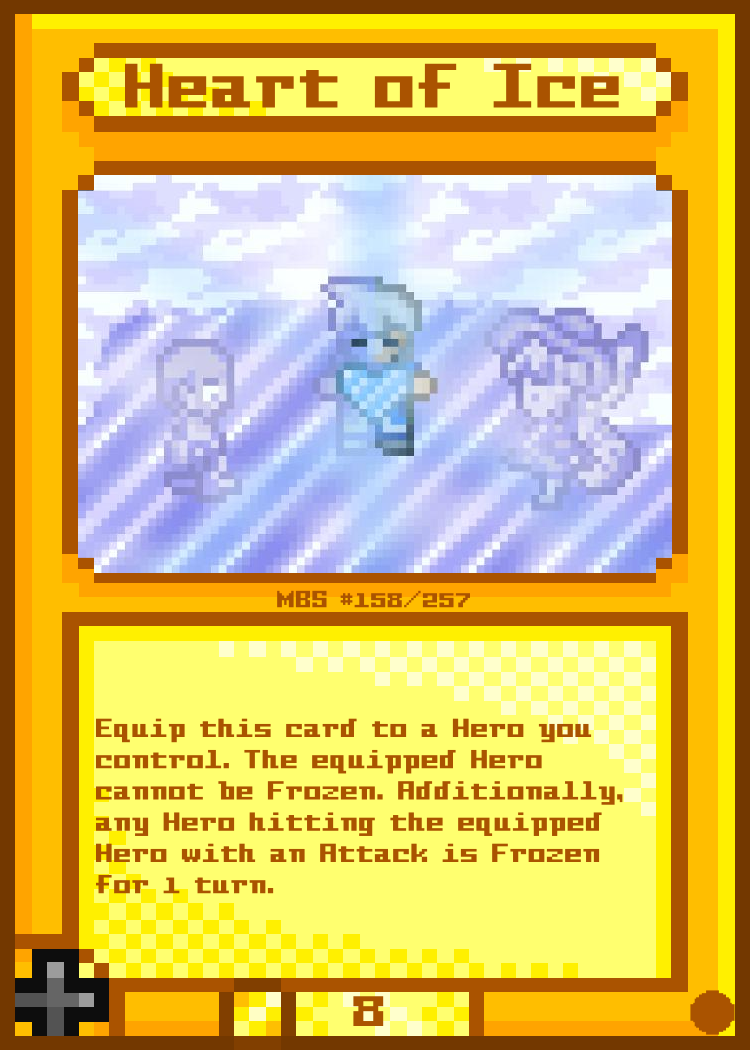 Heart of Ice
MBS #158/257
Equip this card to a Hero you
control. The equipped Hero
cannot be Frozen. Additionally,
any Hero hitting the equipped
Hero with an Attack is Frozen
for 1 turn.
8